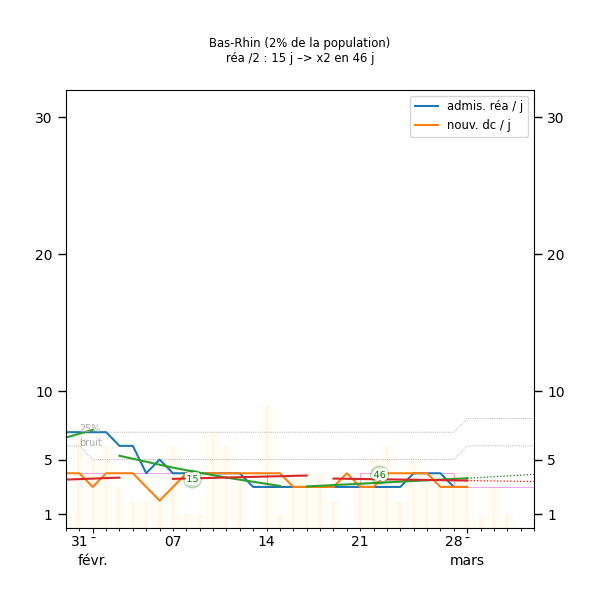 Bas-Rhin (2% de la population)
réa /2 : 15 j –> x2 en 46 j
admis. réa / j
nouv. dc / j
30
30
20
20
10
10
25%
bruit
5
5
15
46
1
1
31
07
14
21
28
févr.
mars